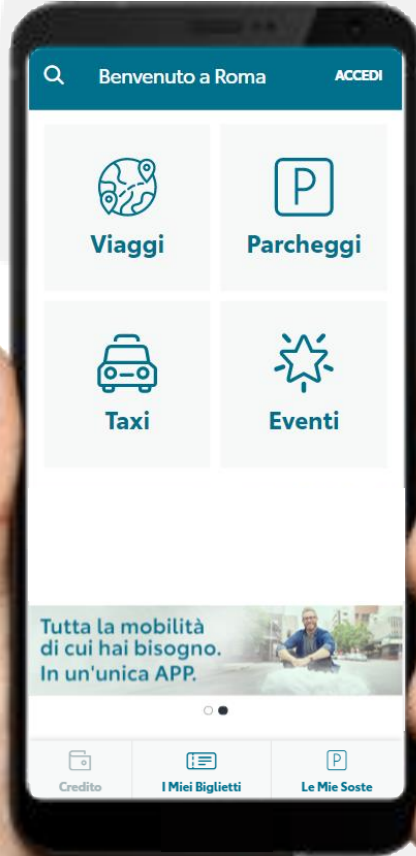 Benvenuto a Roma
ACCEDI
Viaggi
P
Parcheggi
Taxi
Eventi
Tutta la mobilità
di cui hai bisogno.
In un'unica APP.
Credito
I Miei Biglietti
P
Le Mie Soste